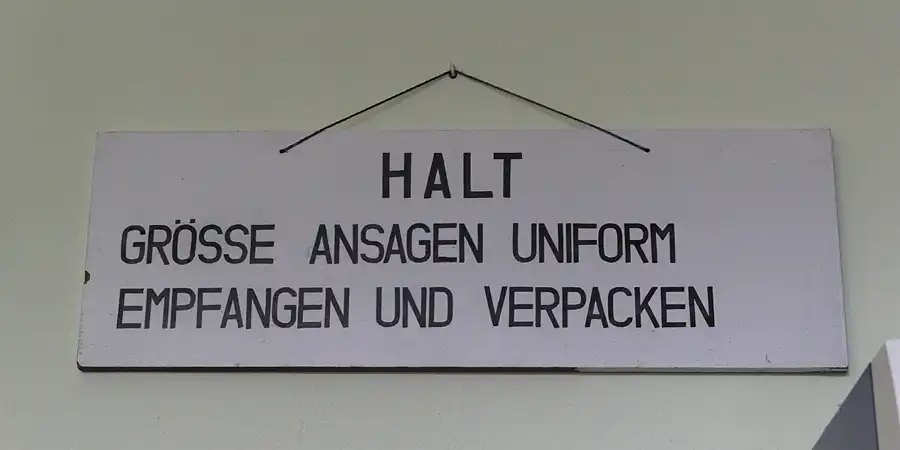 HALT
GRÖSSE ANSAGEN UNIFORM
EMPFANGEN UND VERPACKEN